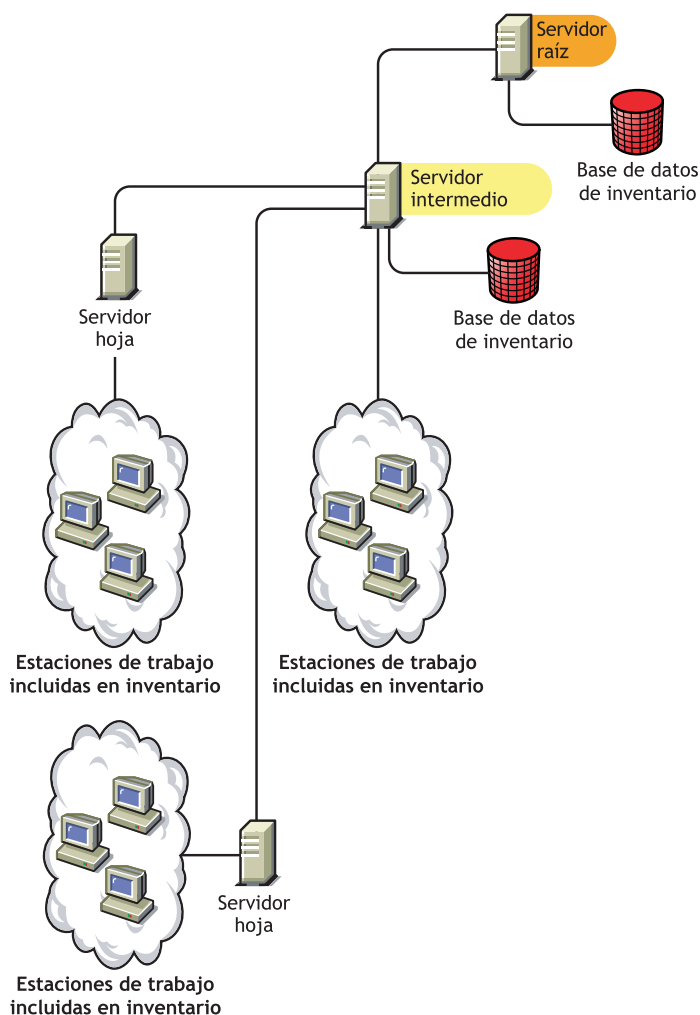 Servidor
raíz
Base de datos
de inventario
Servidor
intermedio
Servidor
hoja
Base de datos
de inventario
Estaciones de trabajo
incluidas en inventario
Estaciones de trabajo
incluidas en inventario
Servidor
hoja
Estaciones de trabajo
incluidas en inventario